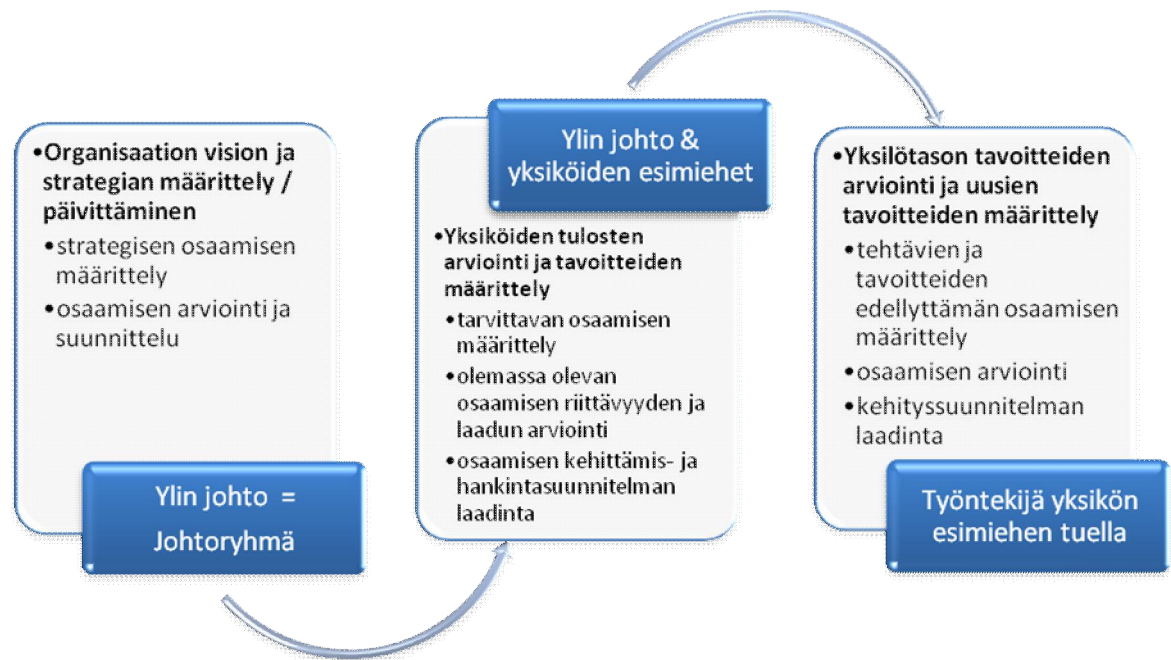 •Organisaation vision ja
strategian määrittely /
päivittäminen
•strategisen osaamisen
määrittely
•osaamisen arviointi ja
suunnittelu
Ylin johto =
Johtoryhmä
Ylin johto &
yksiköiden esimiehet
•Yksiköiden tulosten
arviointi ja tavoitteiden
määrittely
•tarvittavan osaamisen
määrittely
•olemassa olevan
osaamisen riittävyyden ja
laadun arviointi
•osaamisen kehittämis- ja
hankintasuunnitelman
laadinta
•Yksilötason tavoitteiden
arviointi ja uusien
tavoitteiden määrittely
•tehtävien ja
tavoitteiden
edellyttämän osaamisen
määrittely
•osaamisen arviointi
•kehityssuunnitelman
laadinta
Työntekijä yksikön
esimiehen tuella